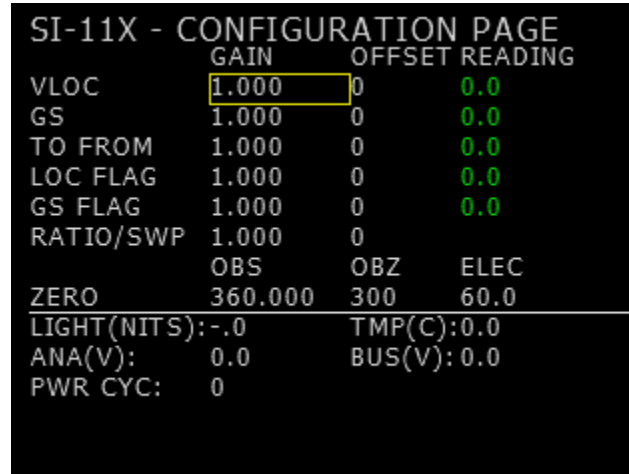 SI-11X - CONFIGURATION PAGE
GAIN OFFSET READING
VLOC 1.000 0 0.0
GS 1.000 0 0.0
TO FROM 1.000 0 0.0
LOC FLAG 1.000 0 0.0
GS FLAG 1.000 0 0.0
RATIO/SWP 1.000 0
OBS OBZ ELEC
ZERO 360.000 300 60.0
LIGHT(NITS):-.0 TMP(C):0.0
ANA(V): 0.0 BUS(V):0.0
PWR CYC: 0